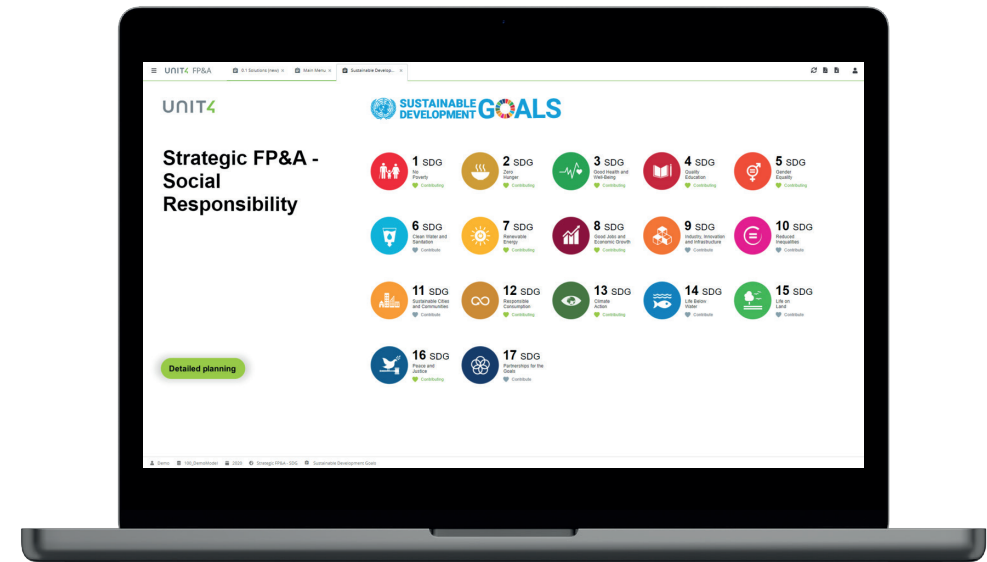 UNIT4 FP&A
9.1 Solutions (new) ×
Main Menu ×
Sustainable Develop... ×
UNIT4
SUSTAINABLE
DEVELOPMENT
GOALS
Strategic FP&A -
Social
Responsibility
1 SDG
No
Poverty
Contributing
2 SDG
Zero
Hunger
Contributing
3 SDG
Good Health and
Well-Being
Contributing
4 SDG
Quality
Education
Contributing
5 SDG
Gender
Equality
Contributing
6 SDG
Clean Water and
Sanitation
Contribute
7 SDG
Renewable
Energy
Contributing
8 SDG
Good Jobs and
Economic Growth
Contributing
9 SDG
Industry, Innovation
and Infrastructure
Contribute
10 SDG
Reduced
Inequalities
Contribute
11 SDG
Sustainable Cities
and Communities
Contribute
12 SDG
Responsible
Consumption
Contributing
13 SDG
Climate
Action
Contributing
14 SDG
Life Below
Water
Contribute
15 SDG
Life on
Land
Contribute
16 SDG
Peace and
Justice
Contributing
17 SDG
Partnerships for the
Goals
Contribute
Detailed planning
Demo
100_DemoModel
2020
Strategic FP&A - SDG
Sustainable Development Goals